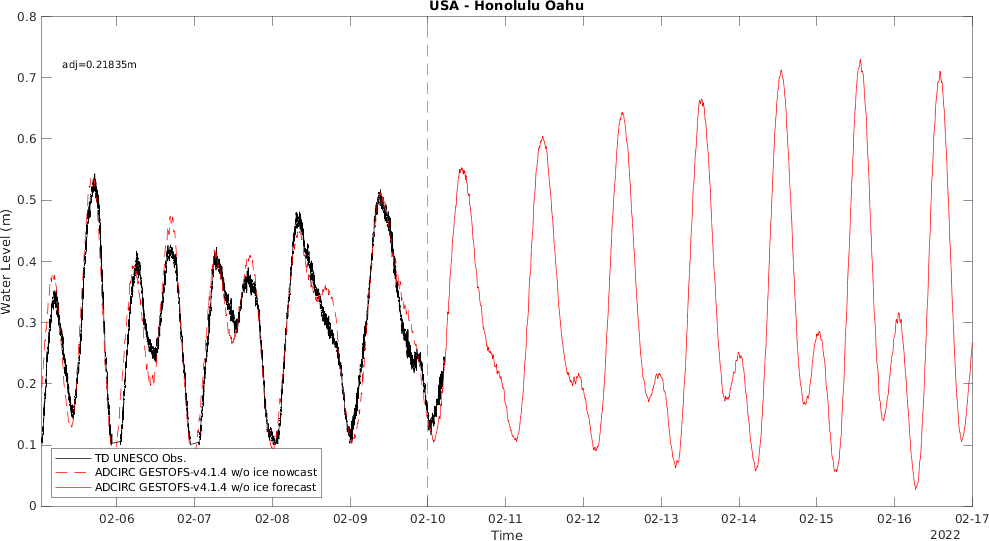 USA - Honolulu Oahu
0.8
adj=0.21835m
0.7
0.6
0.5
0.4
0.3
0.2
0.1
0
Water Level (m)
TD UNESCO Obs.
ADCIRC GESTOFS-v4.1.4 w/o ice nowcast
ADCIRC GESTOFS-v4.1.4 w/o ice forecast
02-06 02-07 02-08 02-09 02-10 02-11 02-12 02-13 02-14 02-15 02-16 02-17
Time
2022